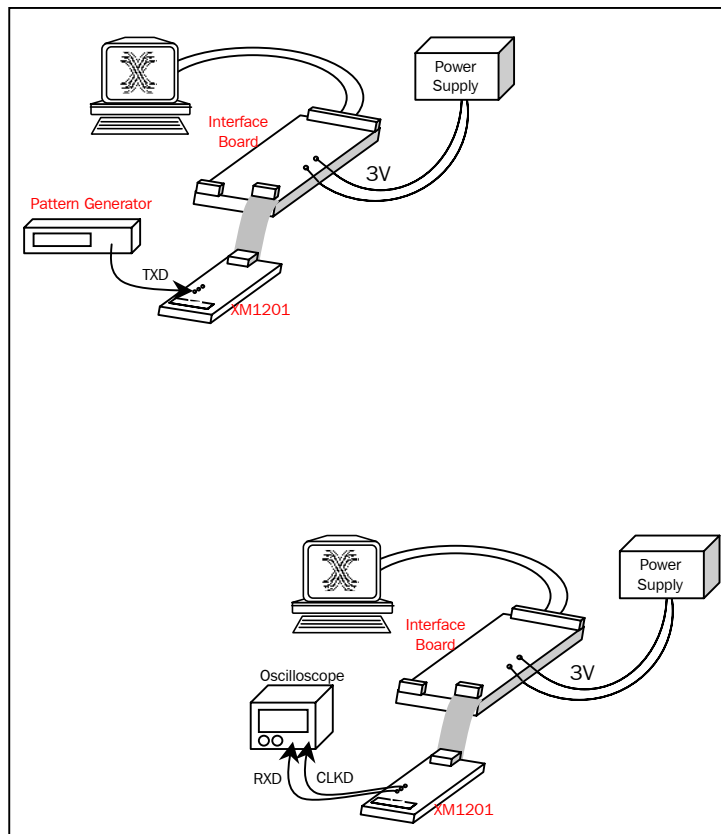 Power
Supply
Interface
Board
3V
Pattern Generator
TXD
XM1201
Power
Supply
Interface
Board
3V
Oscilloscope
RXD
CLKD
XM1201